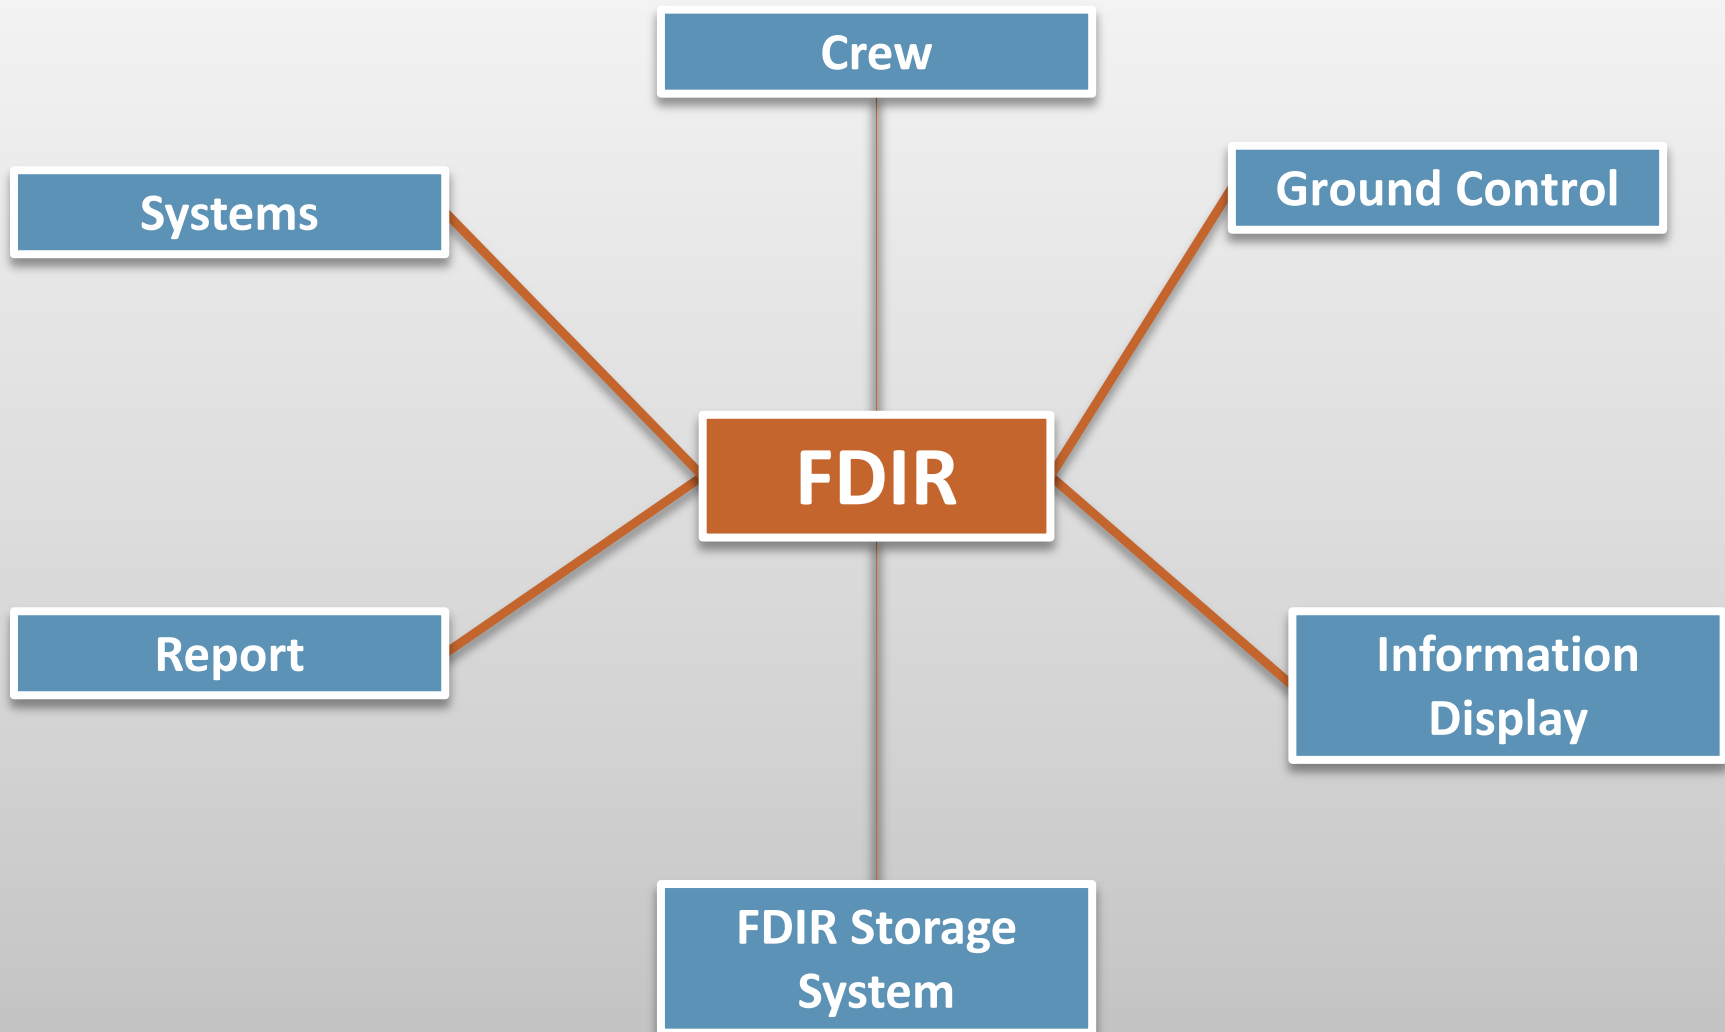 Crew
Ground Control
Systems
FDIR
Report
Information
Display
FDIR Storage
System